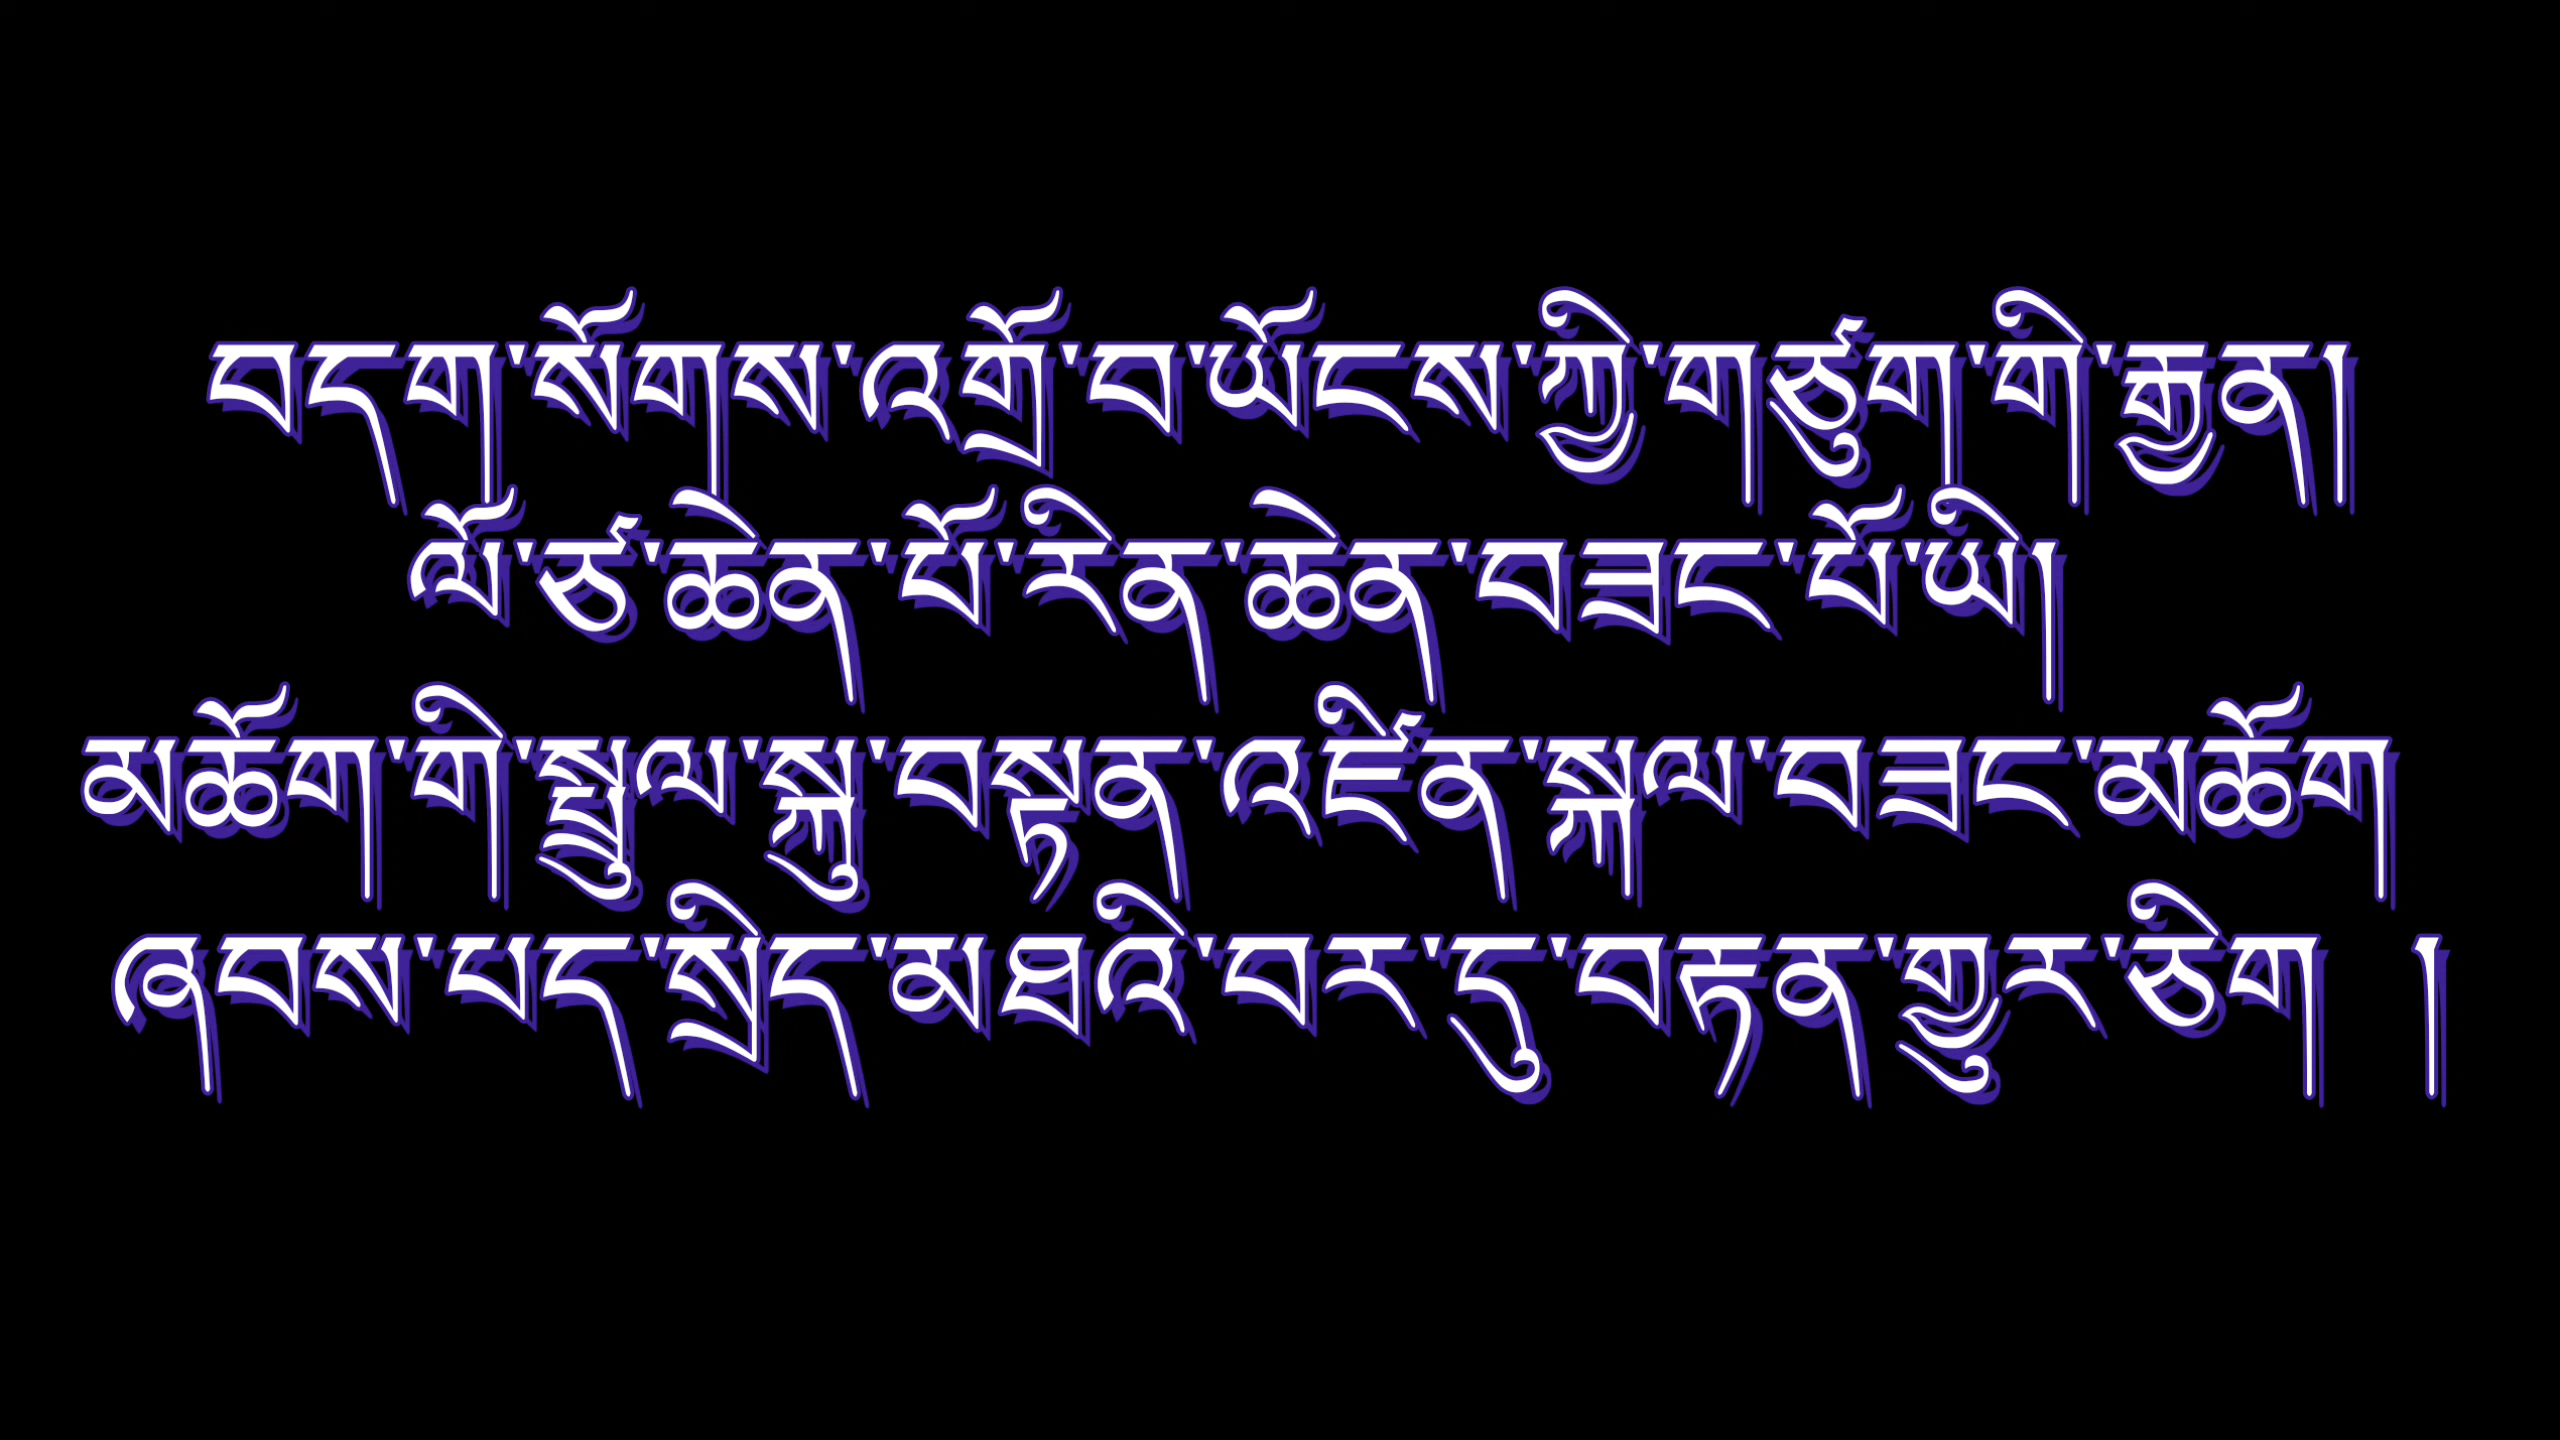 བདག་སོགས་འགྲོ་བ་ཡོངས་ཀྱི་གཙུག་གི་རྒྱན།
ལོ་ཙ་ཆེན་པོ་རིན་ཆེན་བཟང་པོ་ཡི།
མཆོག་གི་སྤྲུལ་སྐུ་བསྟན་འཛིན་སྐལ་བཟང་མཆོག
ཞབས་པད་སྲིད་མཐའི་བར་དུ་བརྟན་གྱུར་ཅིག །